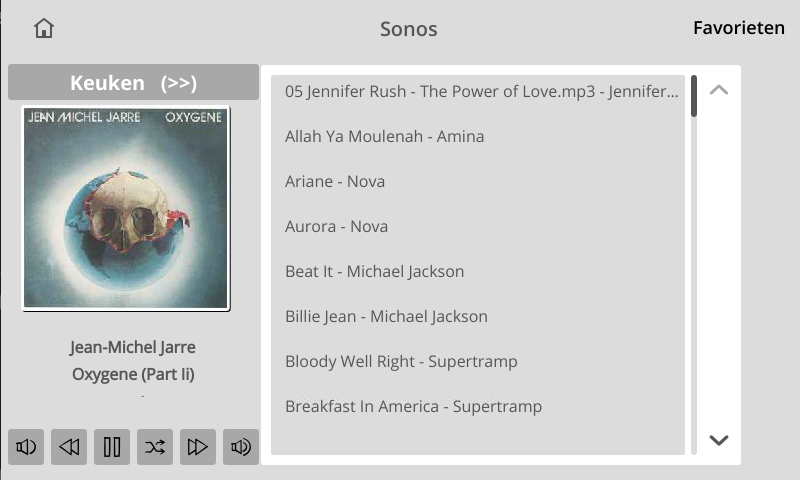 Sonos
Favorieten
Keuken (>>)
JEAN MICHEL JARRE OXYGENE
Jean-Michel Jarre
Oxygene (Part Ii)
05 Jennifer Rush - The Power of Love.mp3 - Jennifer...
Allah Ya Moulenah - Amina
Ariane - Nova
Aurora - Nova
Beat It - Michael Jackson
Billie Jean - Michael Jackson
Bloody Well Right - Supertramp
Breakfast In America - Supertramp